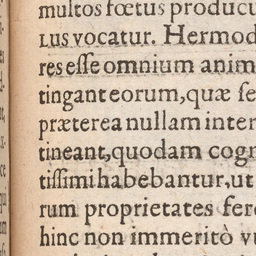 multos fœtus producu
LUS vocatur. Hermod
res esse omnium anim
tingant eorum, quæ se
præterea nullam inter
tineant, quodam cogn
tissimi habebantur, ut
rum proprietates fere
hinc non immeritò vu